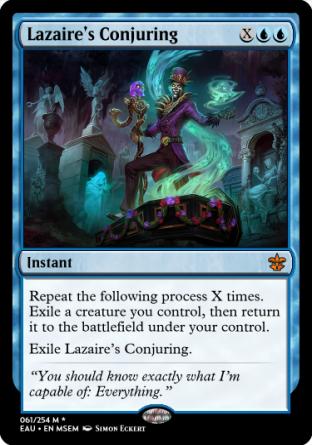 Lazaire's Conjuring X
Instant
Repeat the following process X times.
Exile a creature you control, then return
it to the battlefield under your control.
Exile Lazaire's Conjuring.
“You should know exactly what I'm
capable of: Everything.”
061/254 M *
EAU • EN MSEM Simon Eckert